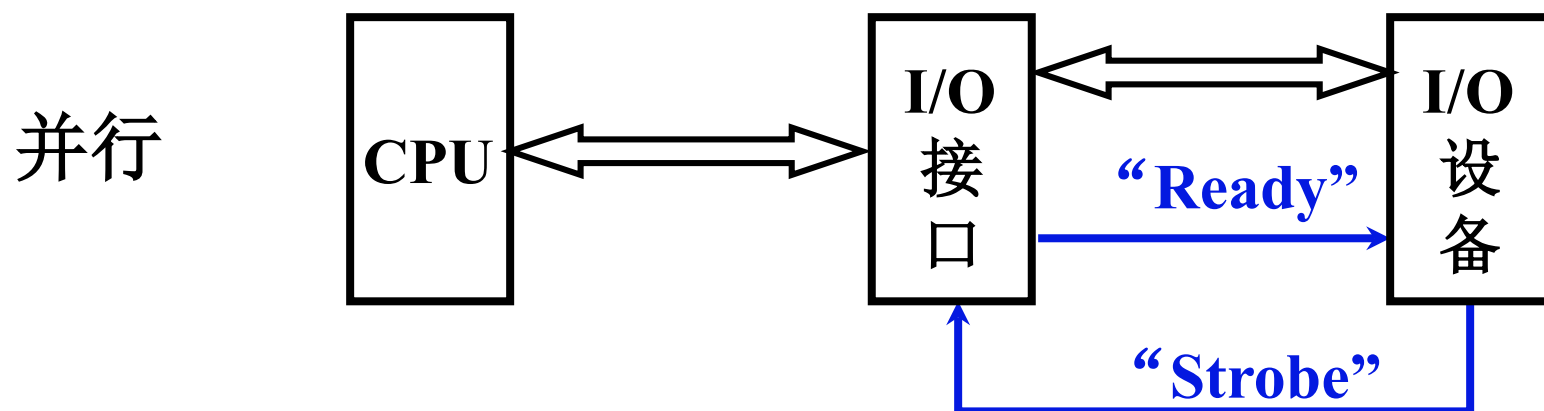 并行
CPU
I/O
接
口
“Ready”
“Strobe”
I/O
设
备